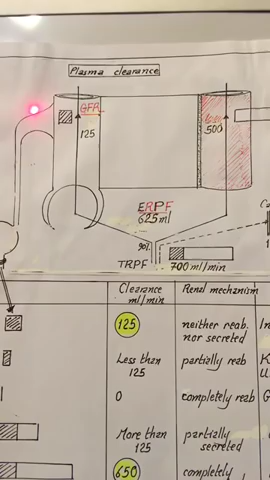 Plasma clearance
GFR
125
500
ERPF
625ml
90%
TRPF
700 ml/min
Clearance
ml/min
Renal mechanism
125
neither reab.
nor secreted
In
Less than
125
partially reab
K
U
0
completely reab
G
More than
125
partially
secreted
650
completely